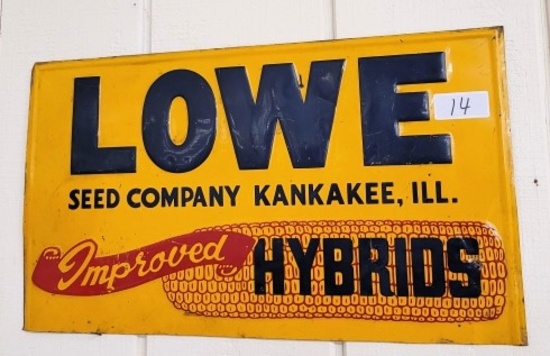 LOWE
14
SEED COMPANY KANKAKEE, ILL.
Improved HYBRIDS